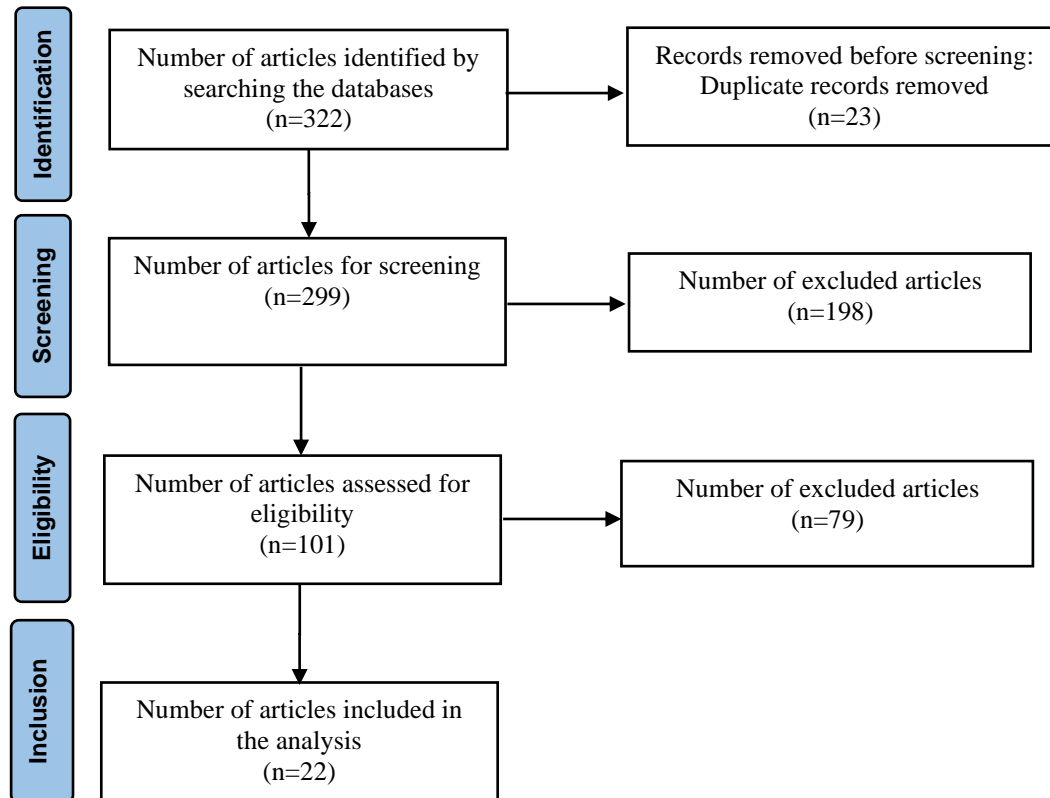 Identification
Number of articles identified by
searching the databases
(n=322)
Records removed before screening:
Duplicate records removed
(n=23)
Screening
Number of articles for screening
(n=299)
Number of excluded articles
(n=198)
Eligibility
Number of articles assessed for
eligibility
(n=101)
Number of excluded articles
(n=79)
Inclusion
Number of articles included in
the analysis
(n=22)